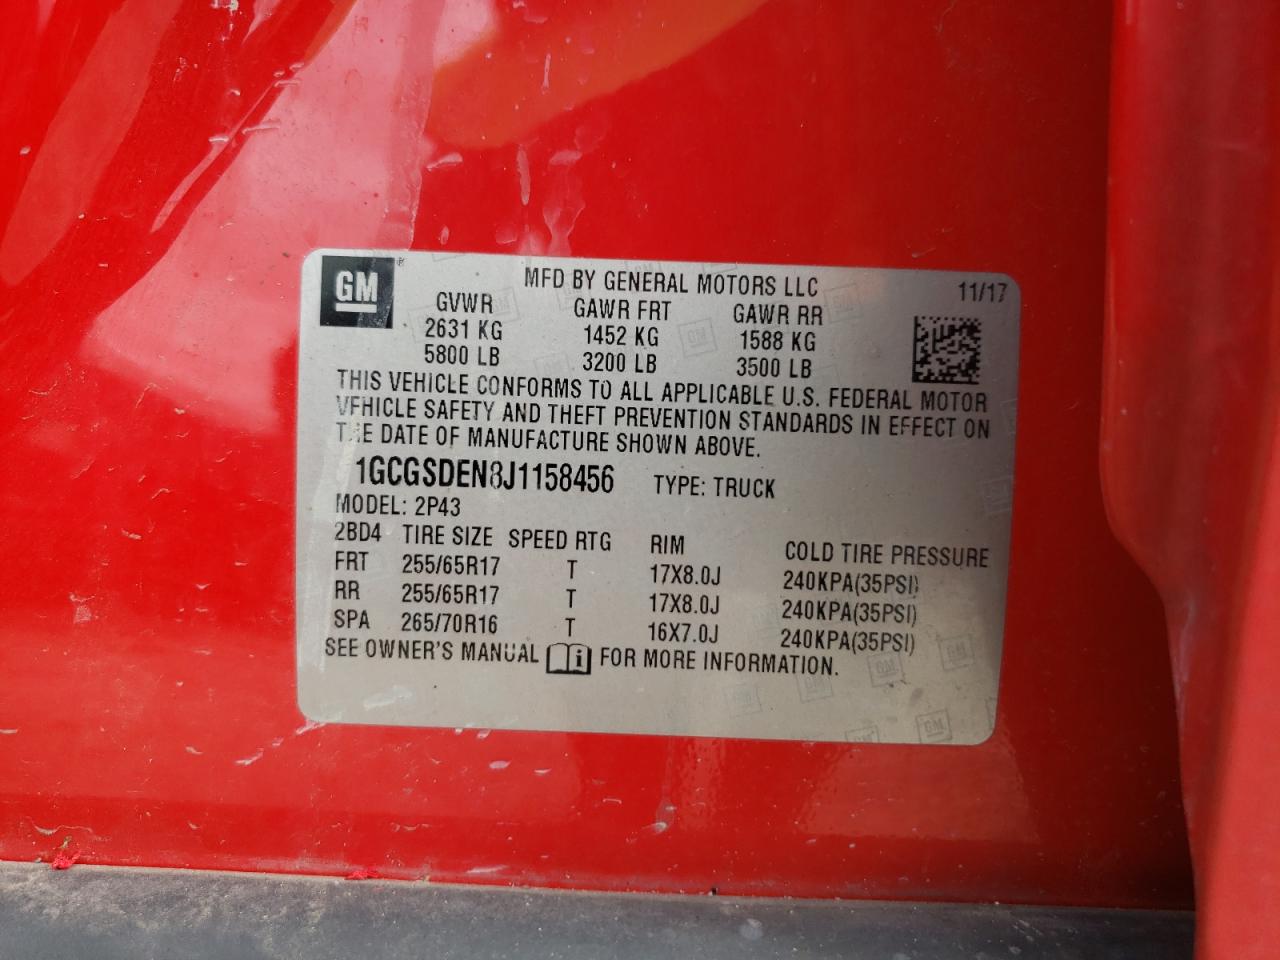 GM ®
MFD BY GENERAL MOTORS LLC 11/17
GVWR GAWR FRT GAWR RR
2631 KG 1452 KG 1588 KG
5800 LB 3200 LB 3500 LB
THIS VEHICLE CONFORMS TO ALL APPLICABLE U.S. FEDERAL MOTOR
VEHICLE SAFETY AND THEFT PREVENTION STANDARDS IN EFFECT ON
THE DATE OF MANUFACTURE SHOWN ABOVE.
1GCGSDEN8J1158456 TYPE: TRUCK
MODEL: 2P43
2BD4 TIRE SIZE SPEED RTG RIM COLD TIRE PRESSURE
FRT 255/65R17 T 17X8.0J 240KPA(35PSI)
RR 255/65R17 T 17X8.0J 240KPA(35PSI)
SPA 265/70R16 T 16X7.0J 240KPA(35PSI)
SEE OWNER'S MANUAL i FOR MORE INFORMATION.